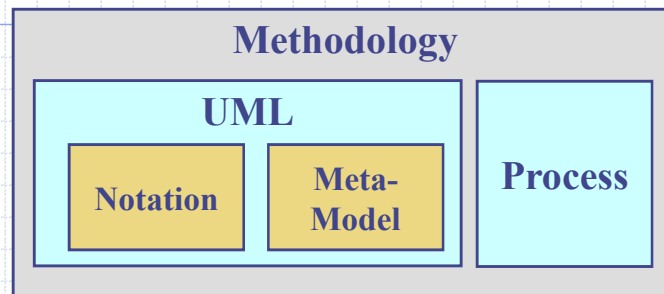 Methodology
UML
Notation
Meta-
Model
Process